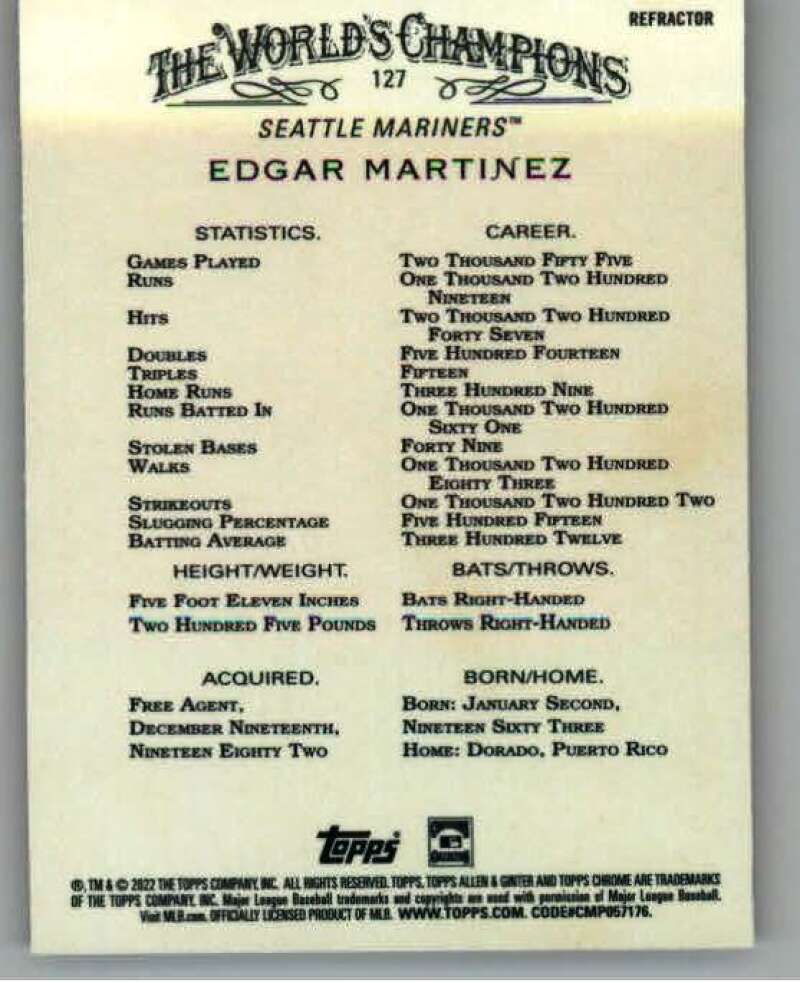 REFRACTOR
THE WORLD'S CHAMPIONS
127
SEATTLE MARINERS™
EDGAR MARTINEZ
STATISTICS. CAREER.
GAMES PLAYED TWO THOUSAND FIFTY FIVE
RUNS ONE THOUSAND TWO HUNDRED
NINETEEN
HITS TWO THOUSAND TWO HUNDRED
FORTY SEVEN
DOUBLES FIVE HUNDRED FOURTEEN
TRIPLES FIFTEEN
HOME RUNS THREE HUNDRED NINE
RUNS BATTED IN ONE THOUSAND TWO HUNDRED
SIXTY ONE
STOLEN BASES FORTY NINE
WALKS ONE THOUSAND TWO HUNDRED
EIGHTY THREE
STRIKEOUTS ONE THOUSAND TWO HUNDRED TWO
SLUGGING PERCENTAGE FIVE HUNDRED FIFTEEN
BATTING AVERAGE THREE HUNDRED TWELVE
HEIGHT/WEIGHT. BATS/THROWS.
FIVE FOOT ELEVEN INCHES BATS RIGHT-HANDED
TWO HUNDRED FIVE POUNDS THROWS RIGHT-HANDED
ACQUIRED. BORN/HOME.
FREE AGENT, BORN: JANUARY SECOND,
DECEMBER NINETEENTH, NINETEEN SIXTY THREE
NINETEEN EIGHTY TWO HOME: DORADO, PUERTO RICO
topps
®, TM & © 2022 THE TOPPS COMPANY, INC. ALL RIGHTS RESERVED. TOPPS, TOPPS ALLEN & GINTER AND TOPPS CHROME ARE TRADEMARKS
OF THE TOPPS COMPANY, INC. Major League Baseball trademarks and copyrights are used with permission of Major League Baseball.
Visit MLB.com. OFFICIALLY LICENSED PRODUCT OF MLB. WWW.TOPPS.COM. CODE#CMP057176.